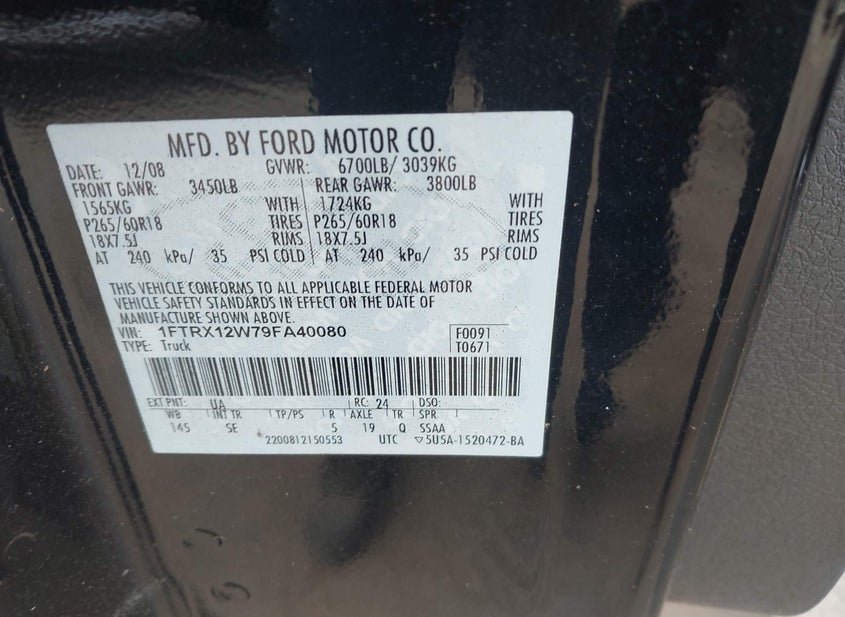 MFD. BY FORD MOTOR CO.
DATE: 12/08 GVWR: 6700LB/ 3039KG
FRONT GAWR: 3450LB REAR GAWR: 3800LB
1565KG WITH 1724KG WITH
P265/60R18 TIRES P265/60R18 TIRES
18X7.5J RIMS 18X7.5J RIMS
AT 240 kPa/ 35 PSI COLD AT 240 kPa/ 35 PSI COLD
THIS VEHICLE CONFORMS TO ALL APPLICABLE FEDERAL MOTOR
VEHICLE SAFETY STANDARDS IN EFFECT ON THE DATE OF
MANUFACTURE SHOWN ABOVE.
VIN: 1FTRX12W79FA40080 F0091
TYPE: Truck T0671
EXT PNT: UA RC: 24 DSO:
WB INT TR TP/PS R AXLE TR SPR
145 SE 5 19 Q SSAA
2200812150553 UTC ▽5U5A-1520472-BA